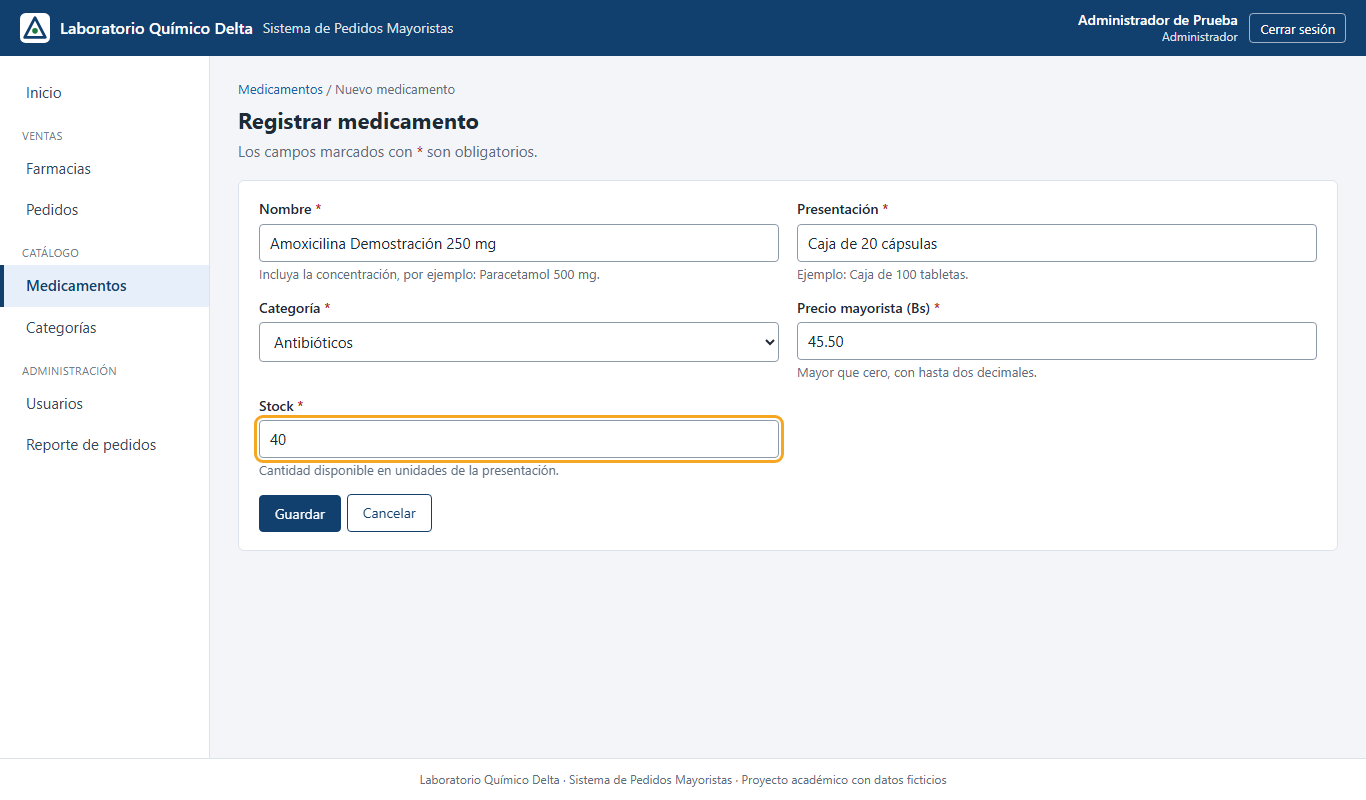 Laboratorio Químico Delta Sistema de Pedidos Mayoristas
Administrador de Prueba
Administrador
Cerrar sesión
Inicio
VENTAS
Farmacias
Pedidos
CATÁLOGO
Medicamentos
Categorías
ADMINISTRACIÓN
Usuarios
Reporte de pedidos
Medicamentos / Nuevo medicamento
Registrar medicamento
Los campos marcados con * son obligatorios.
Nombre *
Amoxicilina Demostración 250 mg
Incluya la concentración, por ejemplo: Paracetamol 500 mg.
Presentación *
Caja de 20 cápsulas
Ejemplo: Caja de 100 tabletas.
Categoría *
Antibióticos
Precio mayorista (Bs) *
45.50
Mayor que cero, con hasta dos decimales.
Stock *
40
Cantidad disponible en unidades de la presentación.
Guardar
Cancelar
Laboratorio Químico Delta · Sistema de Pedidos Mayoristas · Proyecto académico con datos ficticios